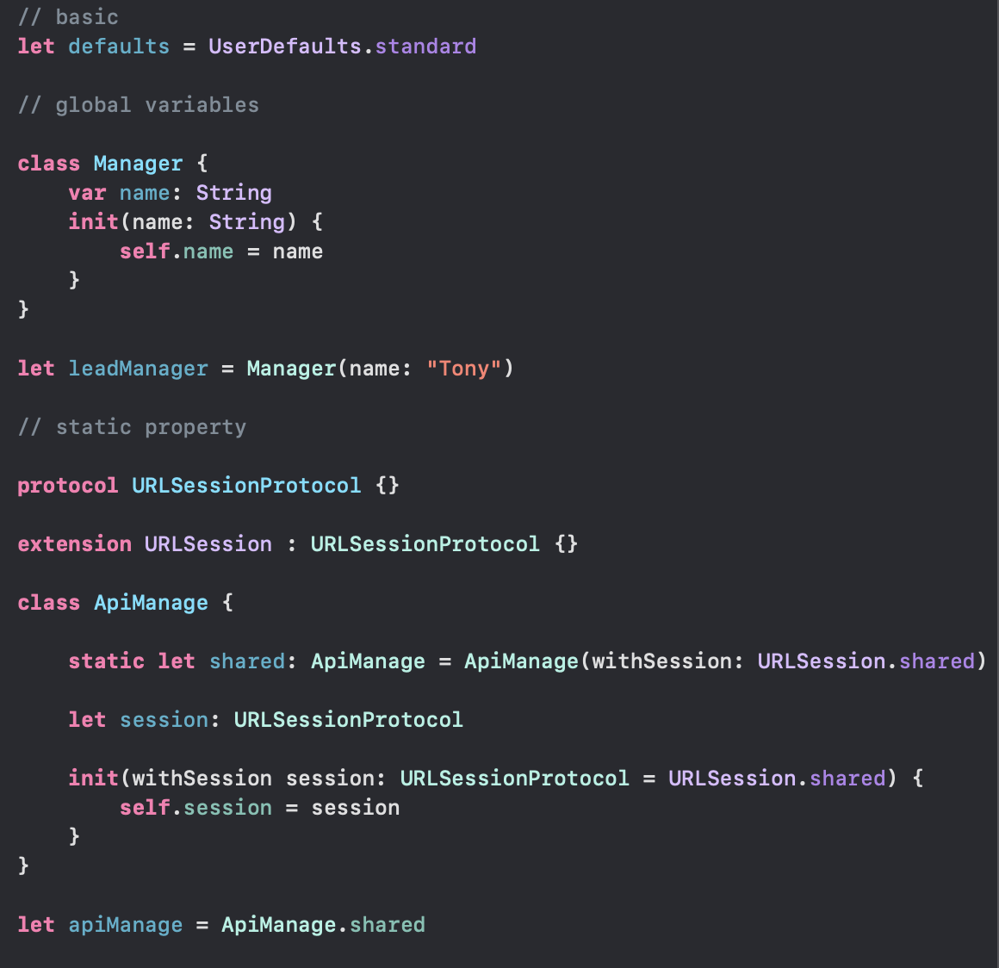 // basic
let defaults = UserDefaults.standard
// global variables
class Manager {
    var name: String
    init(name: String) {
        self.name = name
    }
}
let leadManager = Manager(name: "Tony")
// static property
protocol URLSessionProtocol {}
extension URLSession : URLSessionProtocol {}
class ApiManage {
    static let shared: ApiManage = ApiManage(withSession: URLSession.shared)
    let session: URLSessionProtocol
    init(withSession session: URLSessionProtocol = URLSession.shared) {
        self.session = session
    }
}
let apiManage = ApiManage.shared